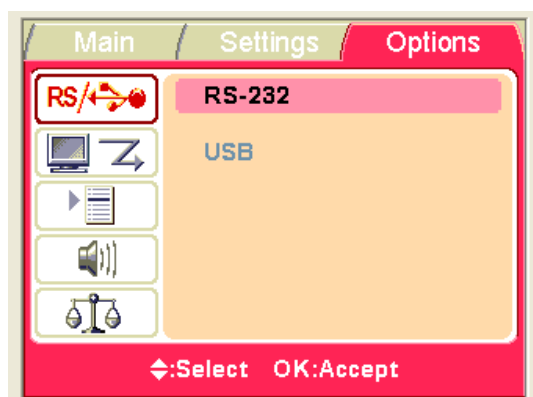 Main Settings Options
RS/
RS-232
USB
:Select OK:Accept